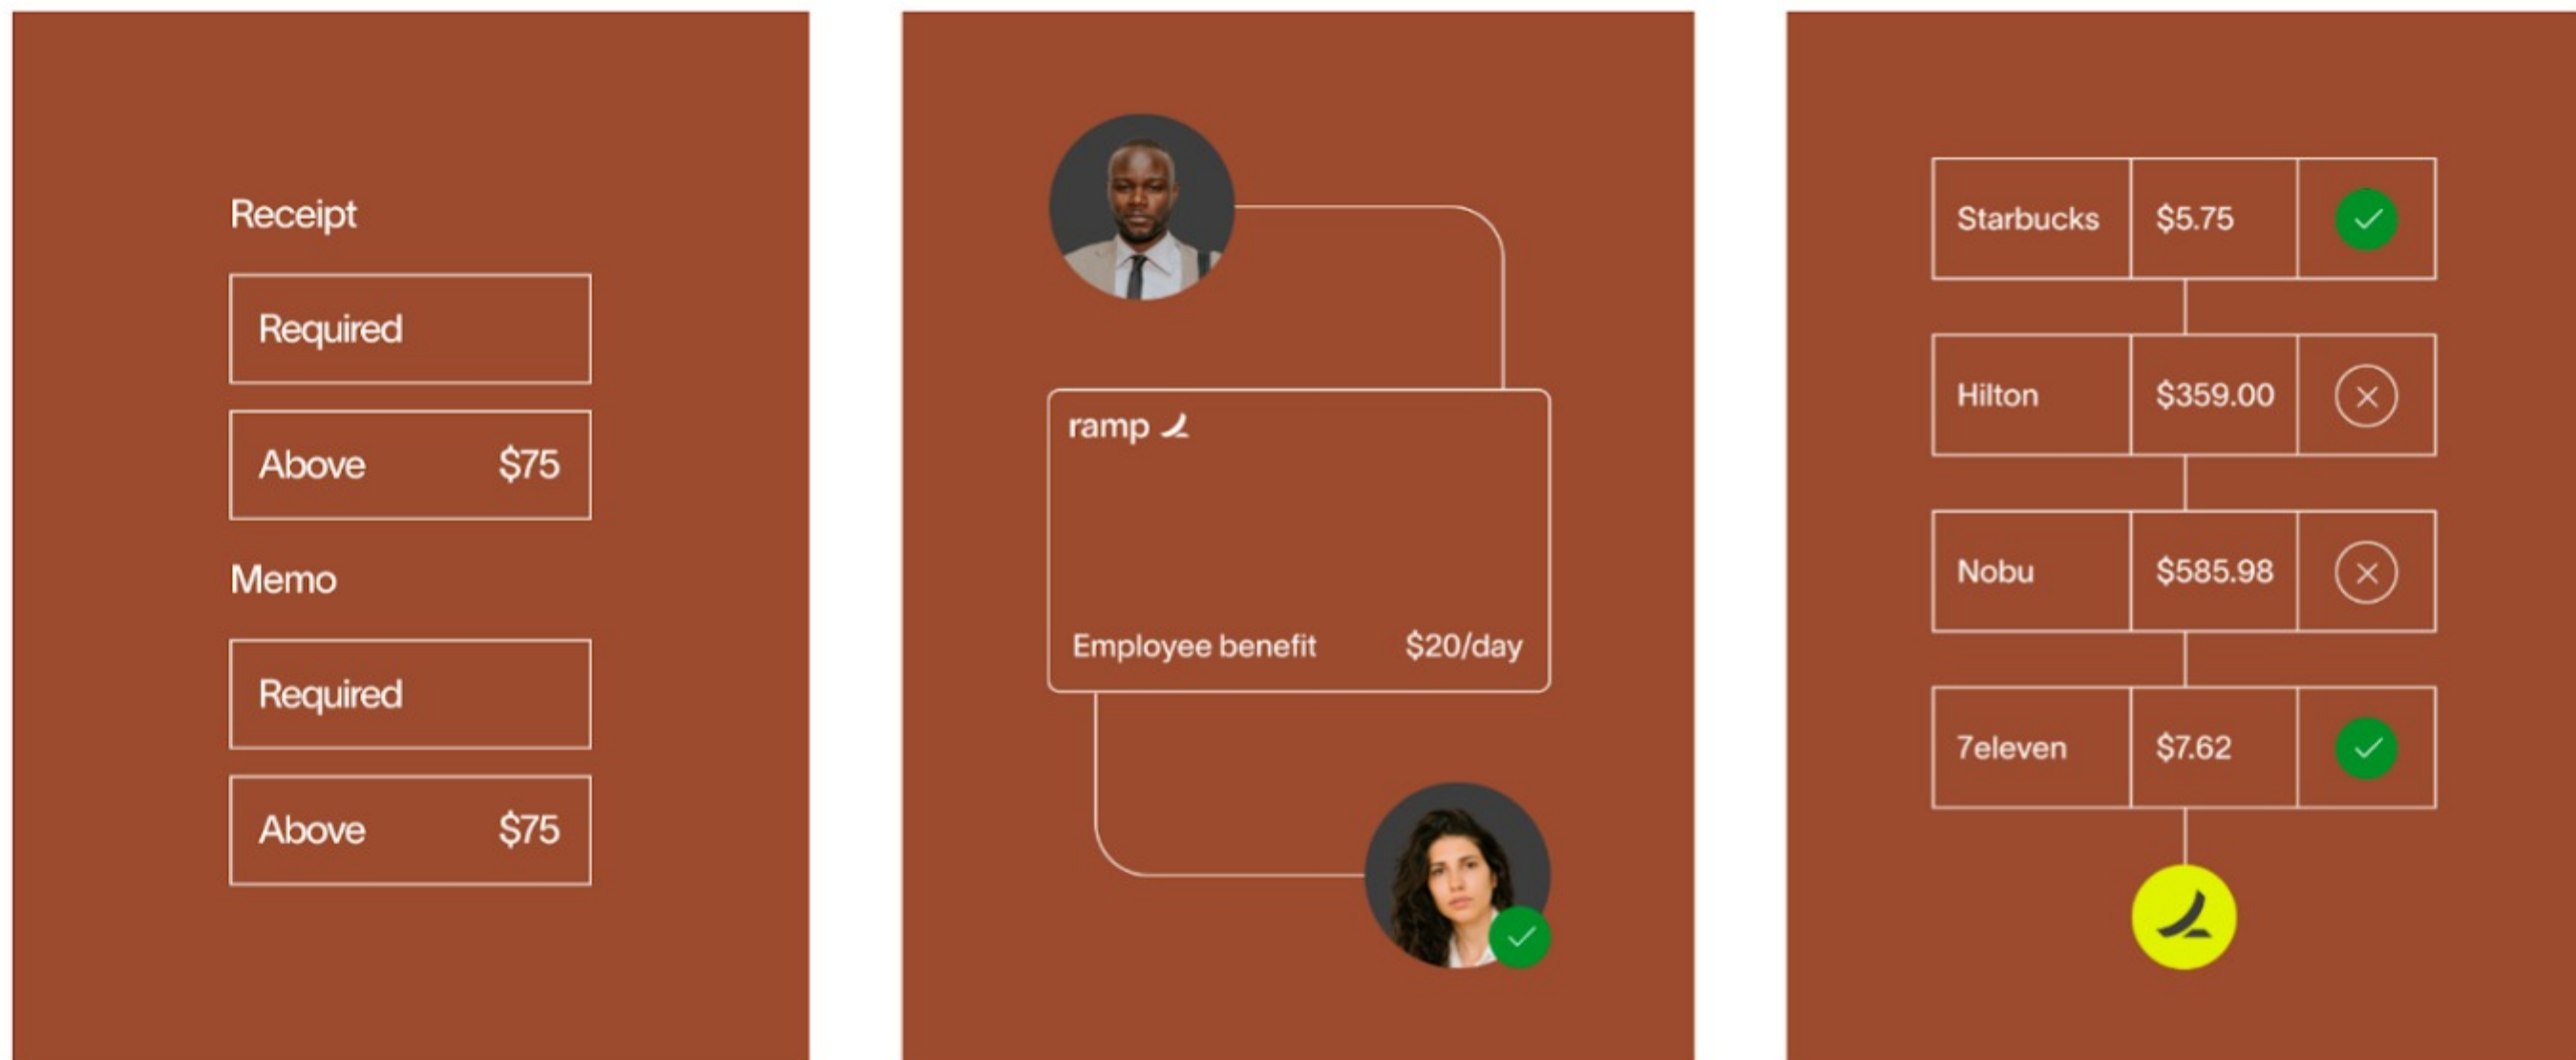 Receipt
Required
Above $75
Memo
Required
Above $75
ramp
Employee benefit $20/day
Starbucks $5.75
Hilton $359.00
Nobu $585.98
7eleven $7.62